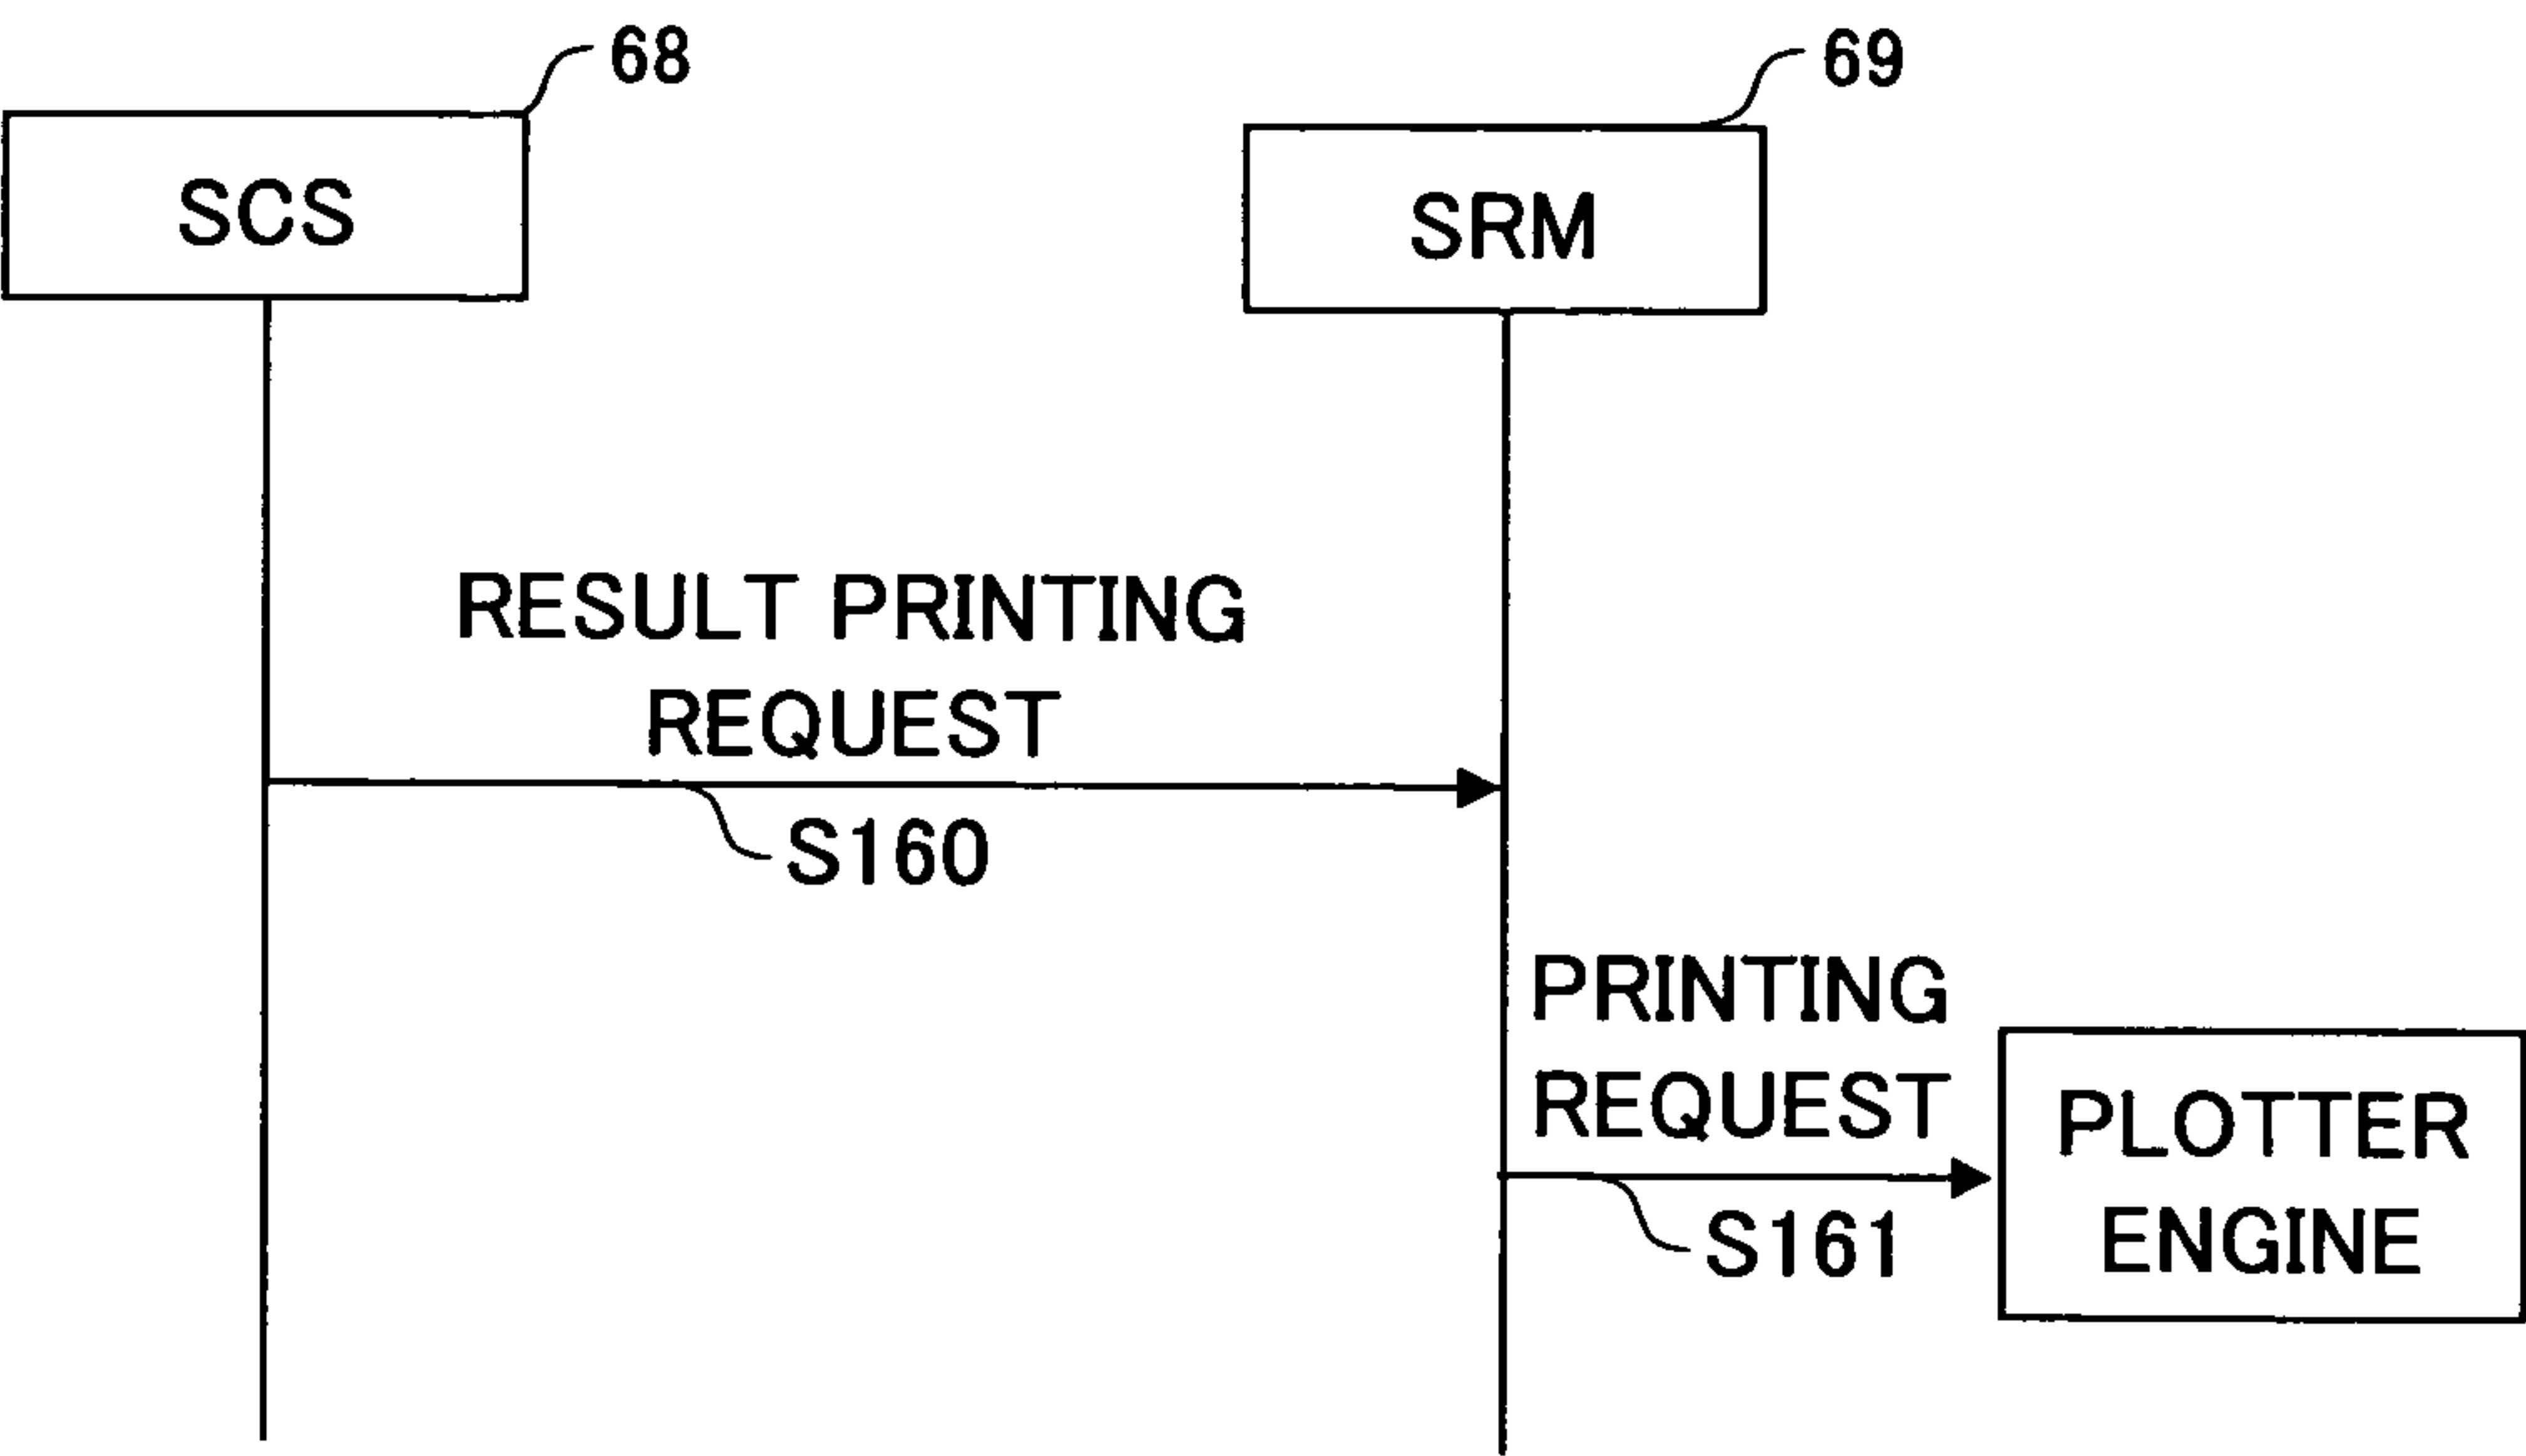 68
69
SCS
SRM
RESULT PRINTING
REQUEST
S160
PRINTING
REQUEST
PLOTTER
ENGINE
S161